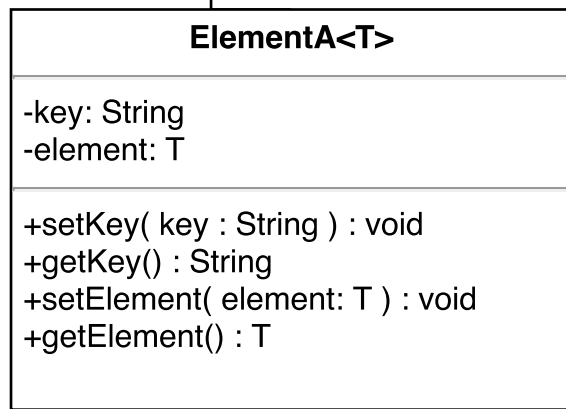 ElementA<T>
-key: String
-element: T
+setKey( key : String ) : void
+getKey() : String
+setElement( element: T ) : void
+getElement() : T